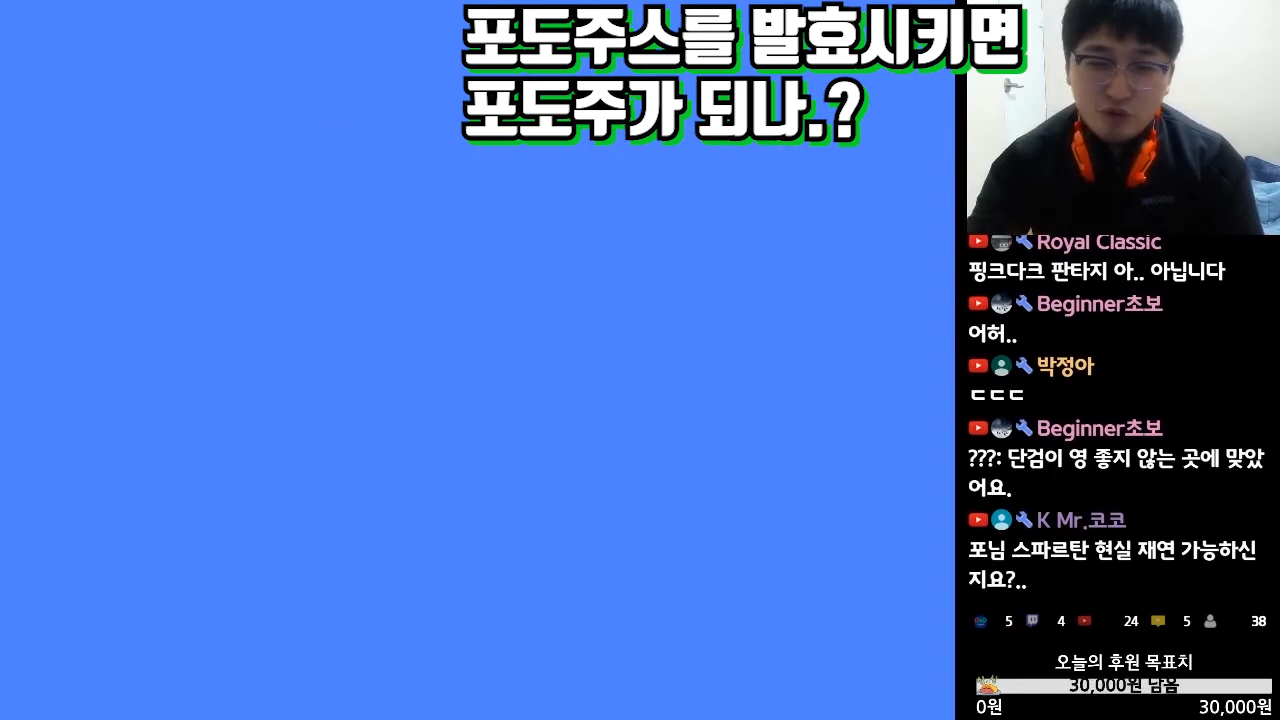 포도주스를 발효시키면
포도주가 되나.?
Royal Classic
핑크다크 판타지 아.. 아닙니다
Beginner초보
어허..
박정아
ㄷㄷㄷ
Beginner초보
???: 단검이 영 좋지 않는 곳에 맞았
어요.
K Mr.코코
포님 스파르탄 현실 재연 가능하신
지요?..
5 4 24 5 38
오늘의 후원 목표치
30,000원 남음
0원 30,000원